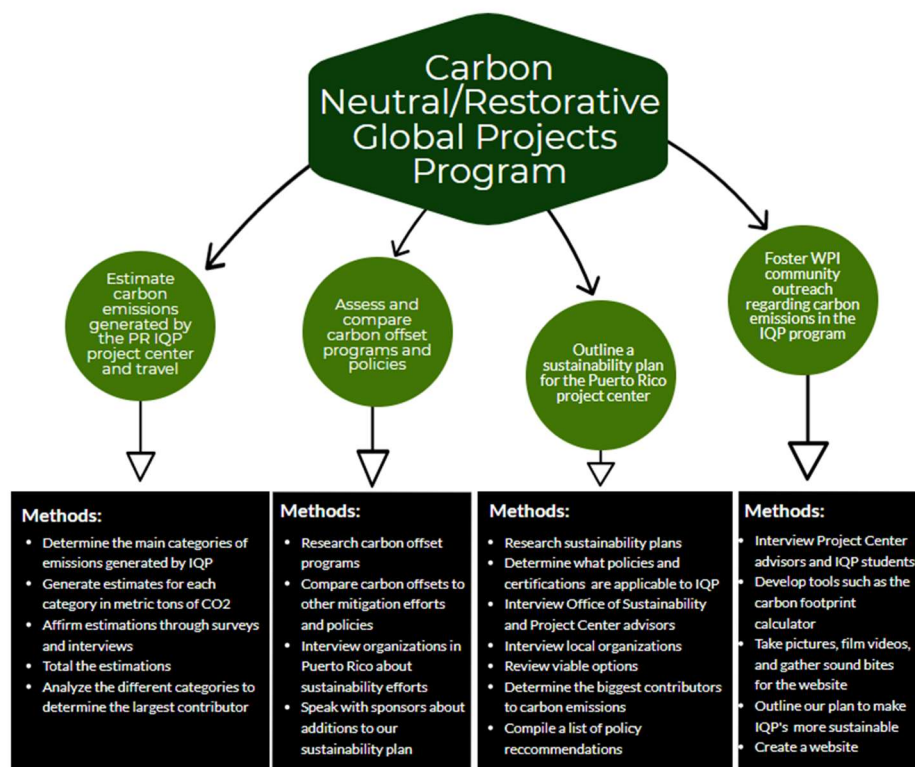 Carbon
Neutral/Restorative
Global Projects
Program
Estimate
carbon
emissions
generated by
the PR IQP
project center
and travel
Assess and
compare
carbon offset
programs and
policies
Outline a
sustainability plan
for the Puerto Rico
project center
Foster WPI
community
outreach
regarding carbon
emissions in the
IQP program
Methods:
• Determine the main categories of
emissions generated by IQP
• Generate estimates for each
category in metric tons of CO2
• Affirm estimations through surveys
and interviews
• Total the estimations
• Analyze the different categories to
determine the largest contributor
Methods:
• Research carbon offset
programs
• Compare carbon offsets to
other mitigation efforts
and policies
• Interview organizations in
Puerto Rico about
sustainability efforts
• Speak with sponsors about
additions to our
sustainability plan
Methods:
• Research sustainability plans
• Determine what policies and
certifications are applicable to IQP
• Interview Office of Sustainability
and Project Center advisors
• Interview local organizations
• Review viable options
• Determine the biggest contributors
to carbon emissions
• Compile a list of policy
reccommendations
Methods:
• Interview Project Center
advisors and IQP students
• Develop tools such as the
carbon footprint
calculator
• Take pictures, film videos,
and gather sound bites
for the website
• Outline our plan to make
IQP's more sustainable
• Create a website